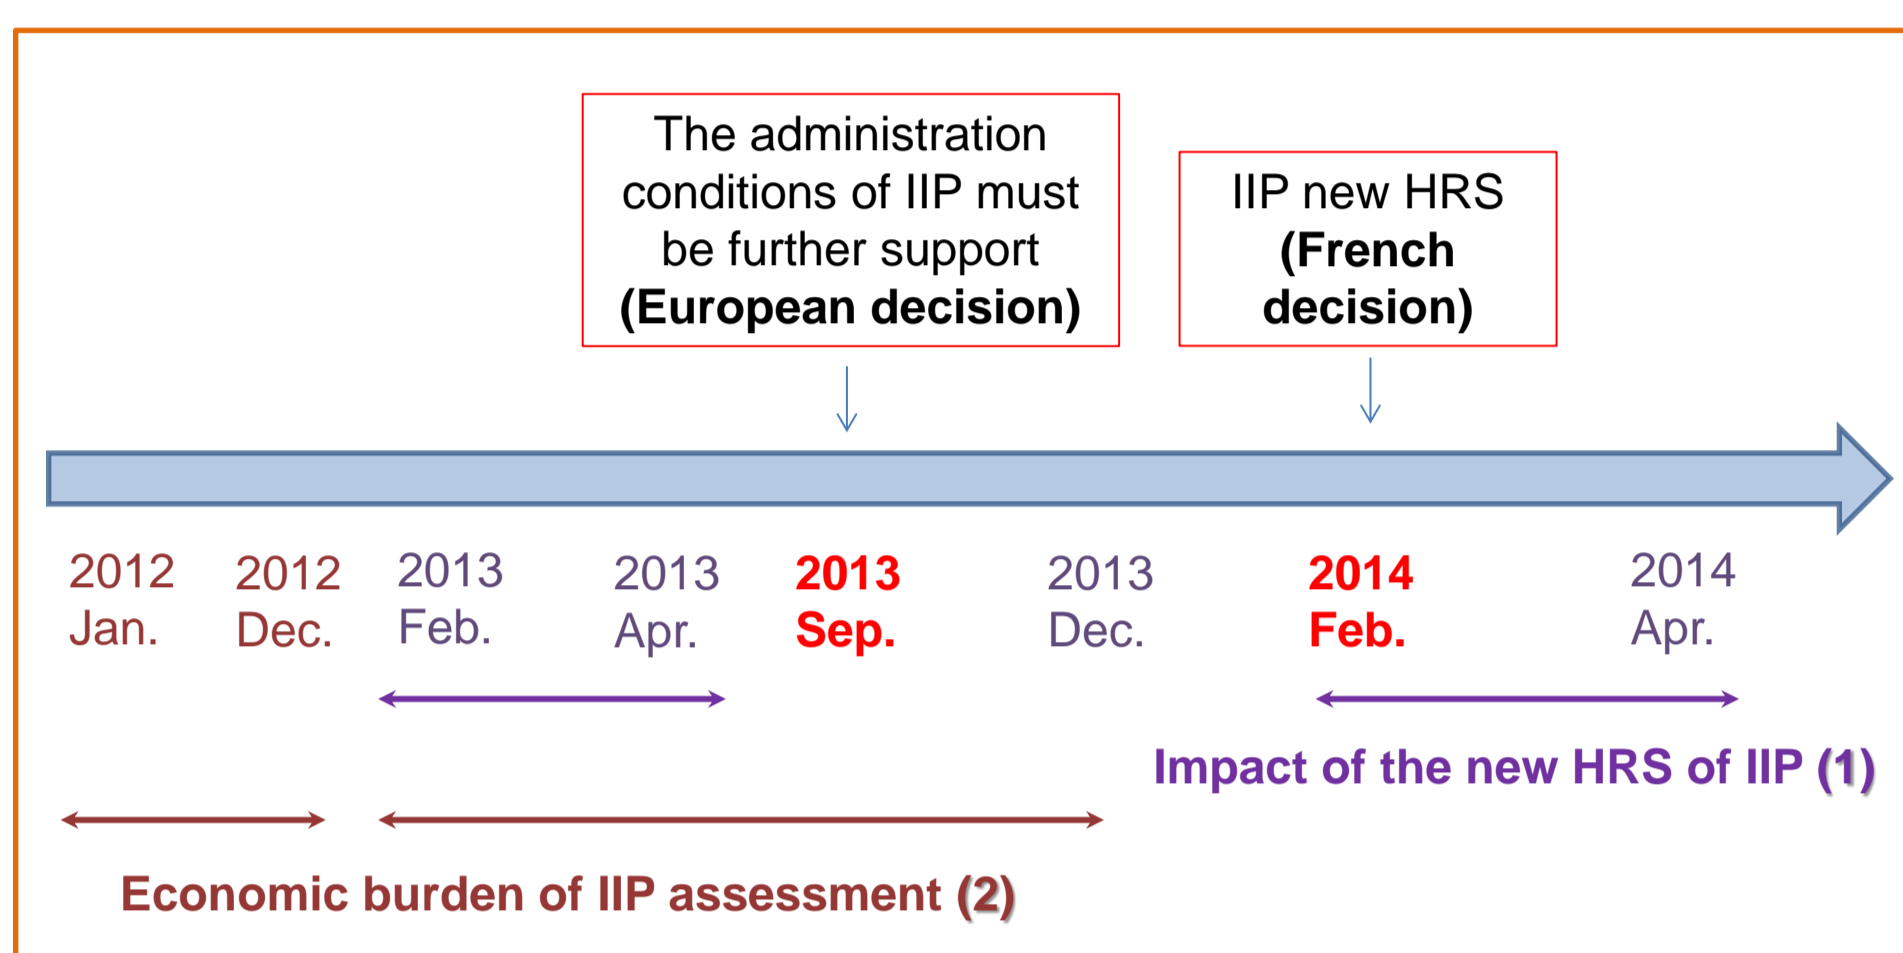 The administration
conditions of IIP must
be further support
(European decision)
IIP new HRS
(French
decision)
2012
Jan.
2012
Dec.
2013
Feb.
2013
Apr.
2013
Sep.
2013
Dec.
2014
Feb.
2014
Apr.
Impact of the new HRS of IIP (1)
Economic burden of IIP assessment (2)